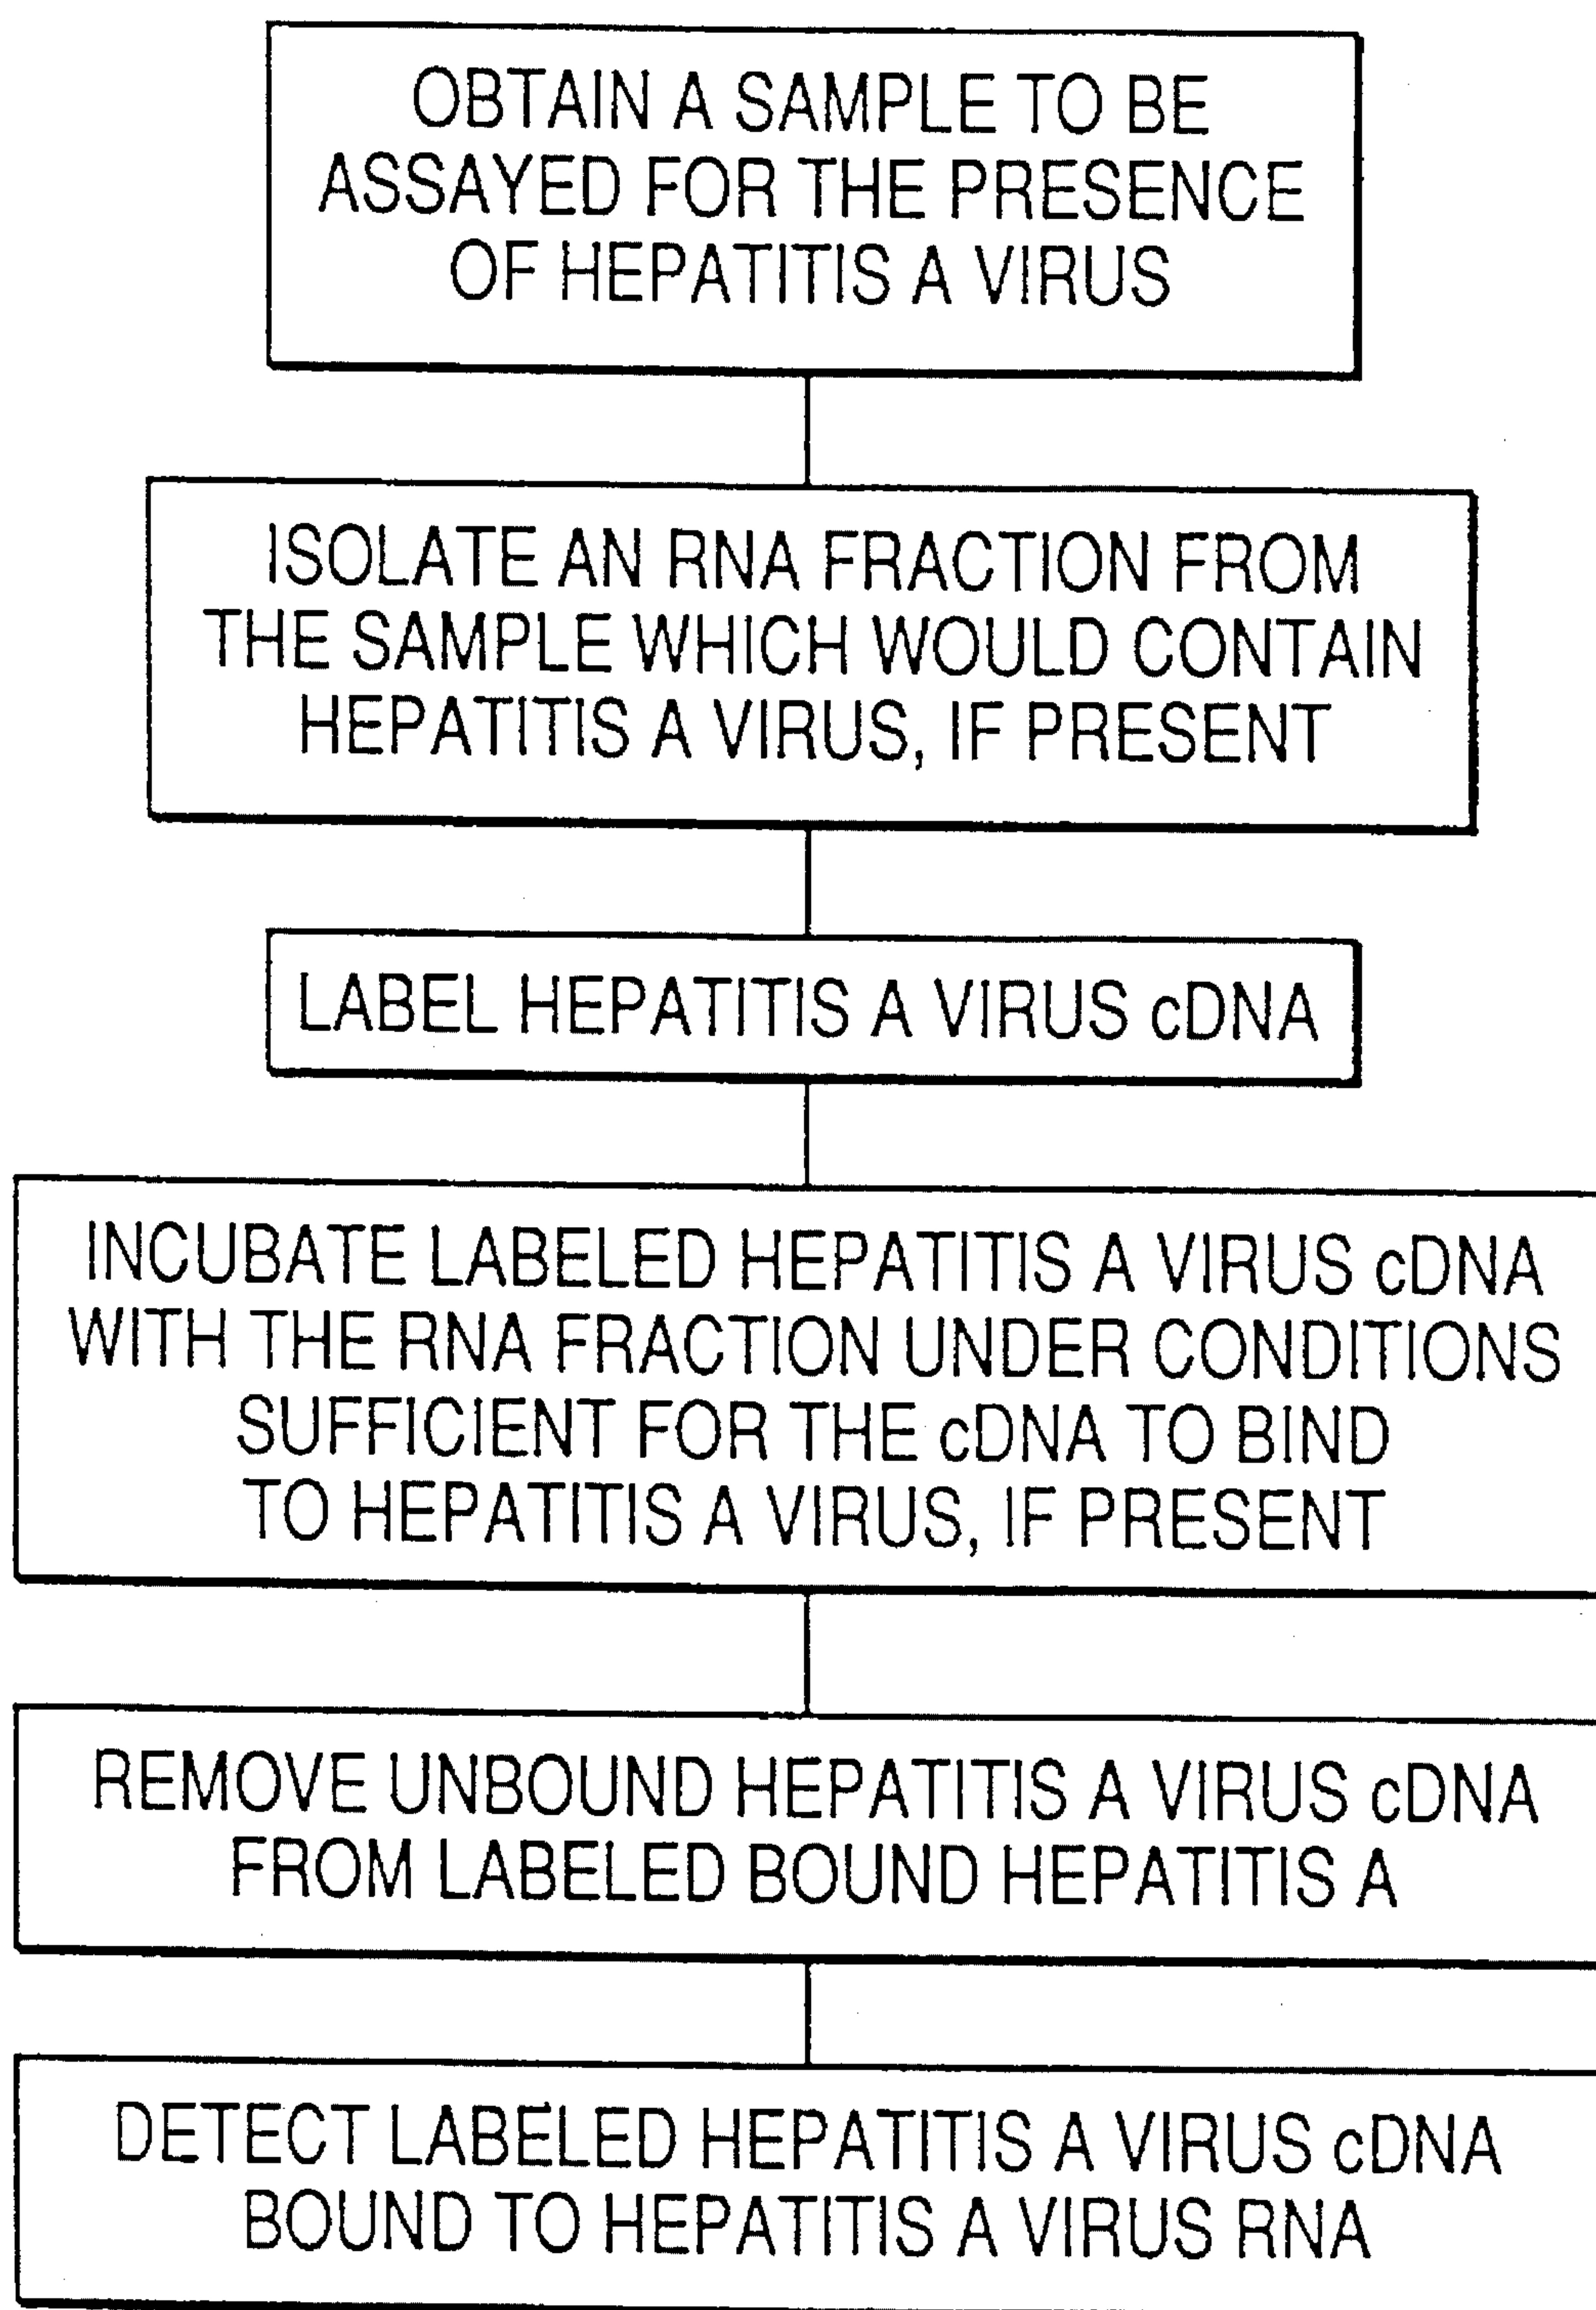 OBTAIN A SAMPLE TO BE
ASSAYED FOR THE PRESENCE
OF HEPATITIS A VIRUS
ISOLATE AN RNA FRACTION FROM
THE SAMPLE WHICH WOULD CONTAIN
HEPATITIS A VIRUS, IF PRESENT
LABEL HEPATITIS A VIRUS cDNA
INCUBATE LABELED HEPATITIS A VIRUS cDNA
WITH THE RNA FRACTION UNDER CONDITIONS
SUFFICIENT FOR THE cDNA TO BIND
TO HEPATITIS A VIRUS, IF PRESENT
REMOVE UNBOUND HEPATITIS A VIRUS cDNA
FROM LABELED BOUND HEPATITIS A
DETECT LABELED HEPATITIS A VIRUS cDNA
BOUND TO HEPATITIS A VIRUS RNA